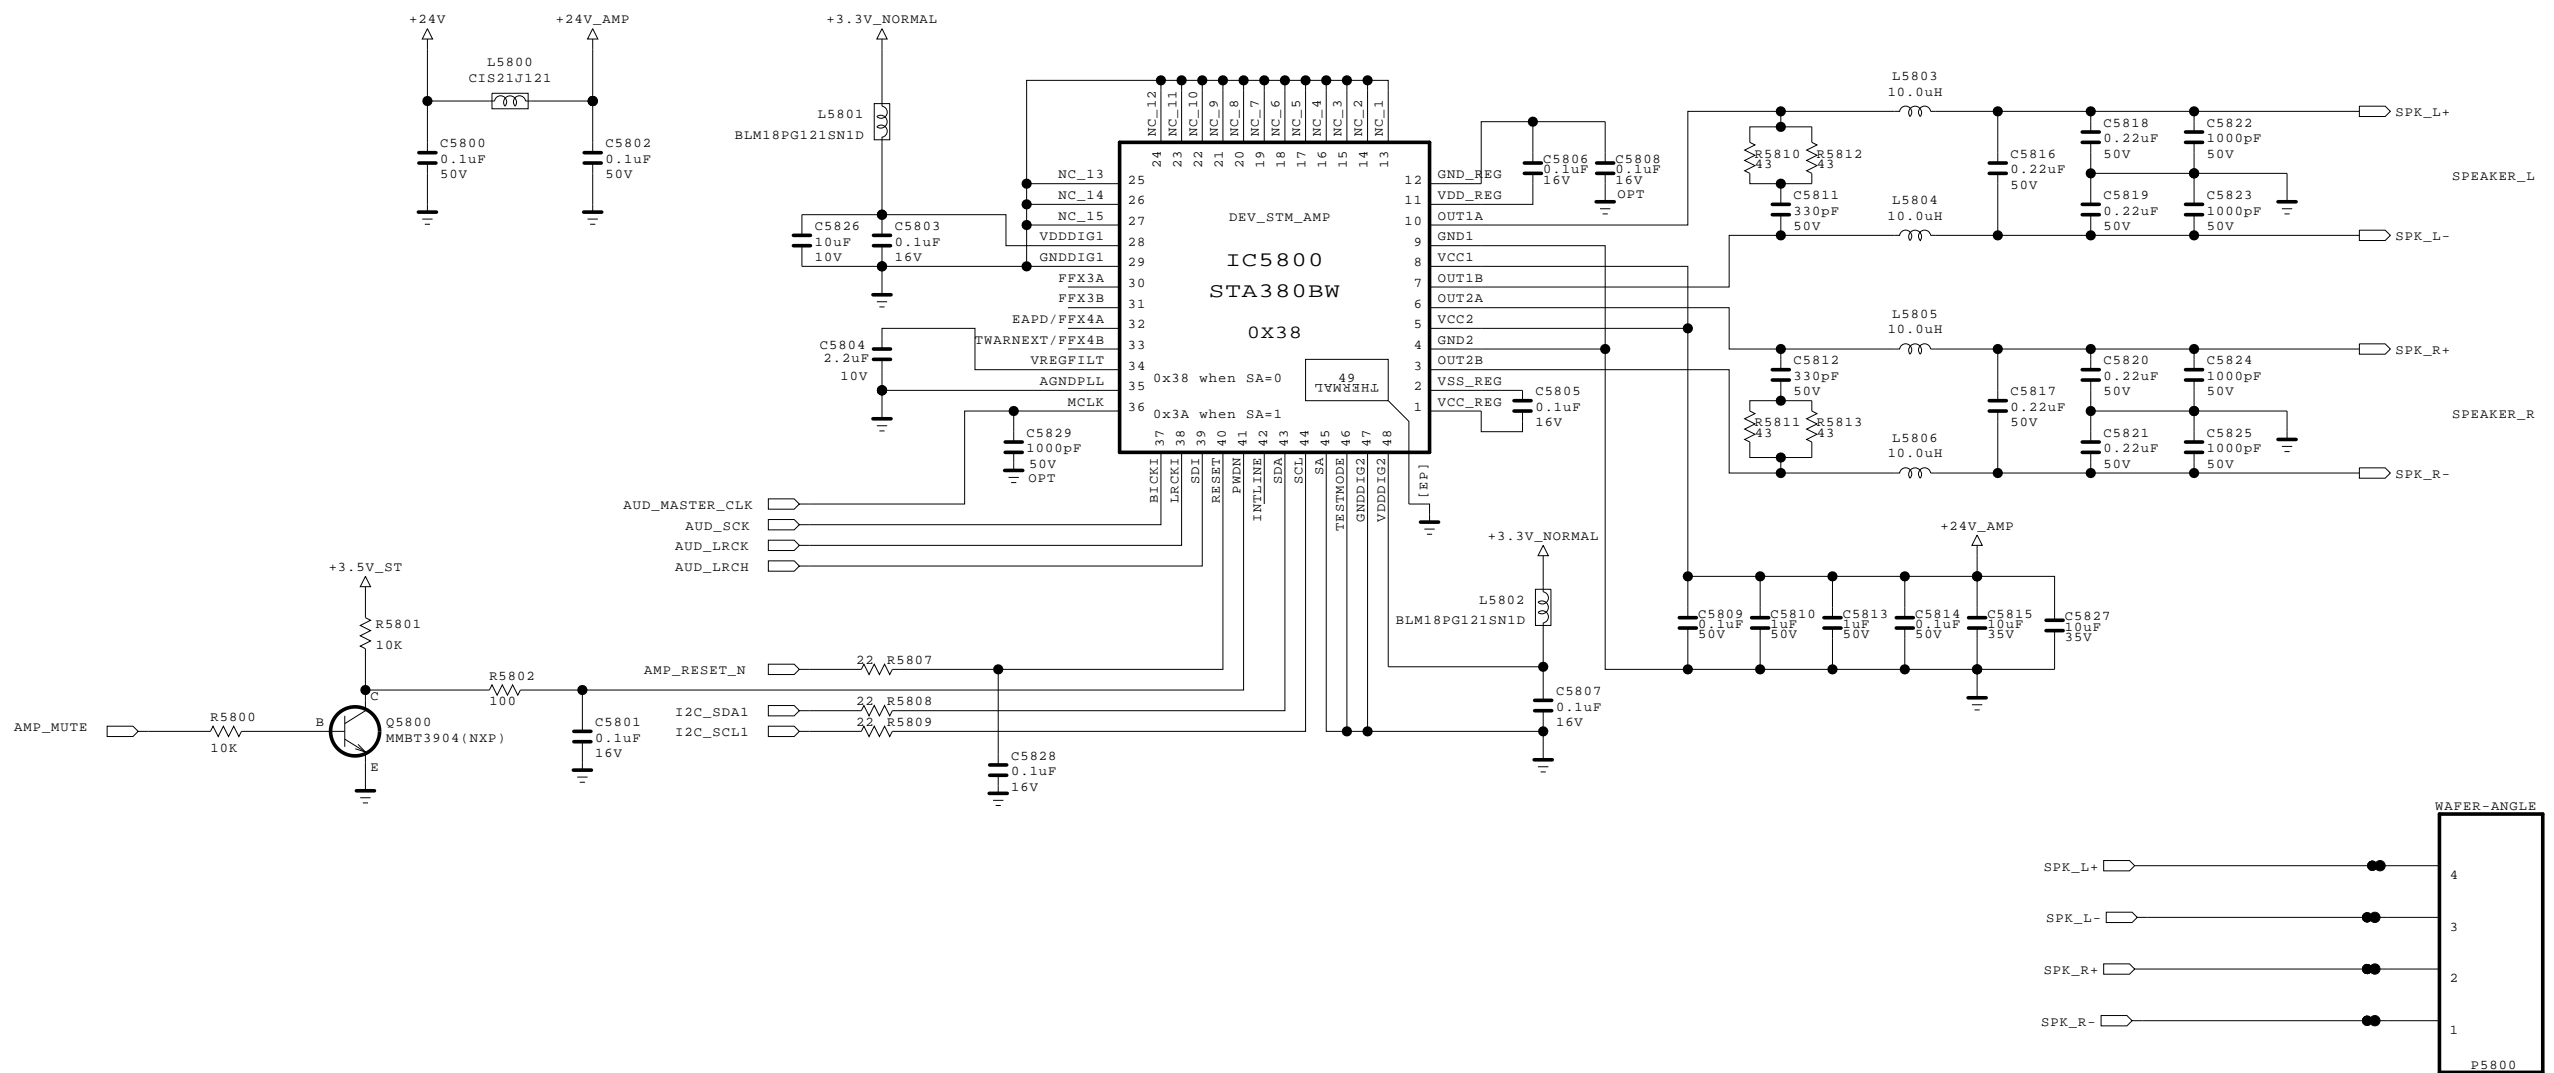 +24V
+24V_AMP
L5800
CIS21J121
C5800
0.1uF
50V
C5802
0.1uF
50V
+3.3V_NORMAL
L5801
BLM18PG121SN1D
C5826
10uF
10V
C5803
0.1uF
16V
C5804
2.2uF
10V
NC_12
NC_11
NC_10
NC_9
NC_8
NC_7
NC_6
NC_5
NC_4
NC_3
NC_2
NC_1
24
23
22
21
20
19
18
17
16
15
14
13
NC_13
25
NC_14
26
NC_15
27
VDDDIG1
28
GNDDIG1
29
FFX3A
30
FFX3B
31
EAPD/FFX4A
32
TWARNEXT/FFX4B
33
VREGFILT
34
AGNDPLL
35
MCLK
36
DEV_STM_AMP
IC5800
STA380BW
0X38
0x38 when SA=0
0x3A when SA=1
49
THERMAL
12
GND_REG
11
VDD_REG
10
OUT1A
9
GND1
8
VCC1
7
OUT1B
6
OUT2A
5
VCC2
4
GND2
3
OUT2B
2
VSS_REG
1
VCC_REG
37
38
39
40
41
42
43
44
45
46
47
48
BICKI
LRCKI
SDI
RESET
PWDN
INTLINE
SDA
SCL
SA
TESTMODE
GNDDIG2
VDDDIG2
[EP]
C5806
0.1uF
16V
C5808
0.1uF
16V
OPT
C5805
0.1uF
16V
C5829
1000pF
50V
OPT
AUD_MASTER_CLK
AUD_SCK
AUD_LRCK
AUD_LRCH
+3.5V_ST
R5801
10K
R5802
100
AMP_MUTE
R5800
10K
B
C
E
Q5800
MMBT3904(NXP)
C5801
0.1uF
16V
AMP_RESET_N
22
R5807
I2C_SDA1
22
R5808
I2C_SCL1
22
R5809
C5828
0.1uF
16V
+3.3V_NORMAL
L5802
BLM18PG121SN1D
C5807
0.1uF
16V
R5810
43
R5812
43
C5811
330pF
50V
L5803
10.0uH
L5804
10.0uH
C5816
0.22uF
50V
C5818
0.22uF
50V
C5822
1000pF
50V
C5819
0.22uF
50V
C5823
1000pF
50V
SPK_L+
SPEAKER_L
SPK_L-
L5805
10.0uH
C5812
330pF
50V
R5811
43
R5813
43
L5806
10.0uH
C5817
0.22uF
50V
C5820
0.22uF
50V
C5824
1000pF
50V
C5821
0.22uF
50V
C5825
1000pF
50V
SPK_R+
SPEAKER_R
SPK_R-
+24V_AMP
C5809
0.1uF
50V
C5810
1uF
50V
C5813
1uF
50V
C5814
0.1uF
50V
C5815
10uF
35V
C5827
10uF
35V
WAFER-ANGLE
SPK_L+
4
SPK_L-
3
SPK_R+
2
SPK_R-
1
P5800